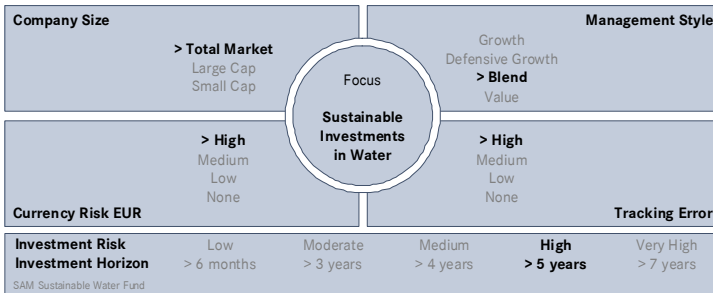 Company Size
> Total Market
Large Cap
Small Cap
Management Style
Growth
Defensive Growth
> Blend
Value
Focus
Sustainable
Investments
in Water
> High
Medium
Low
None
Currency Risk EUR
> High
Medium
Low
None
Tracking Error
Investment Risk Low Moderate Medium High Very High
Investment Horizon > 6 months > 3 years > 4 years > 5 years > 7 years
SAM Sustainable Water Fund